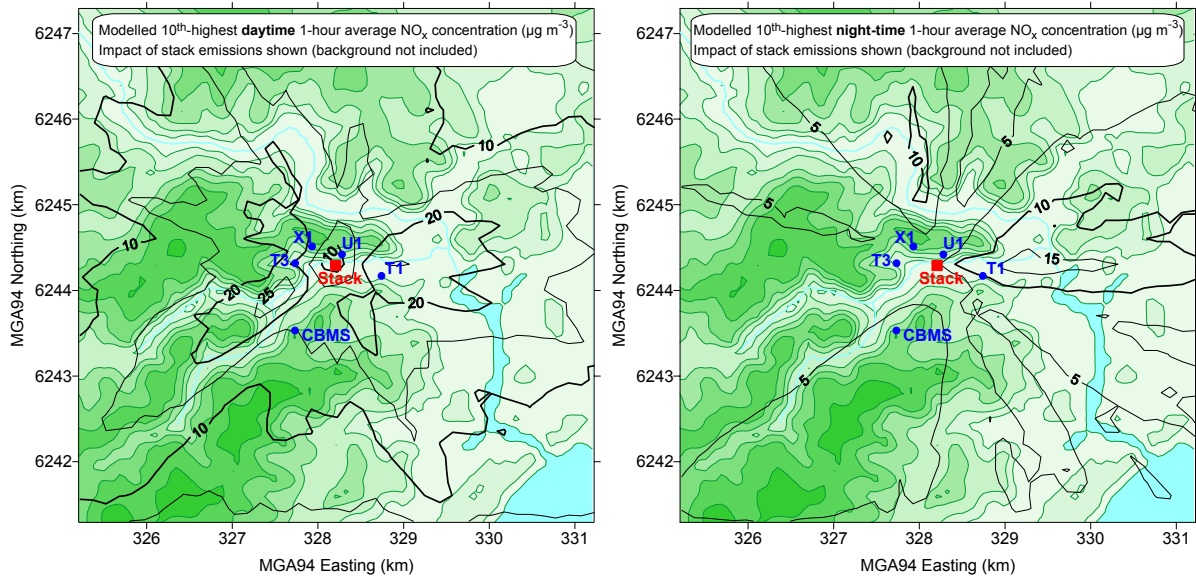 Modelled 10th-highest daytime 1-hour average NOx concentration (µg m-3)
Impact of stack emissions shown (background not included)
6247
6246
6245
6244
6243
6242
MGA94 Northing (km)
10
20
10
X1
U1
10
T3
Stack
T1
20
25
20
CBMS
10
326
327
328
329
330
331
MGA94 Easting (km)
Modelled 10th-highest night-time 1-hour average NOx concentration (µg m-3)
Impact of stack emissions shown (background not included)
6247
6246
6245
6244
6243
6242
MGA94 Northing (km)
5
5
10
5
10
X1
U1
15
T3
Stack
T1
CBMS
5
5
326
327
328
329
330
331
MGA94 Easting (km)